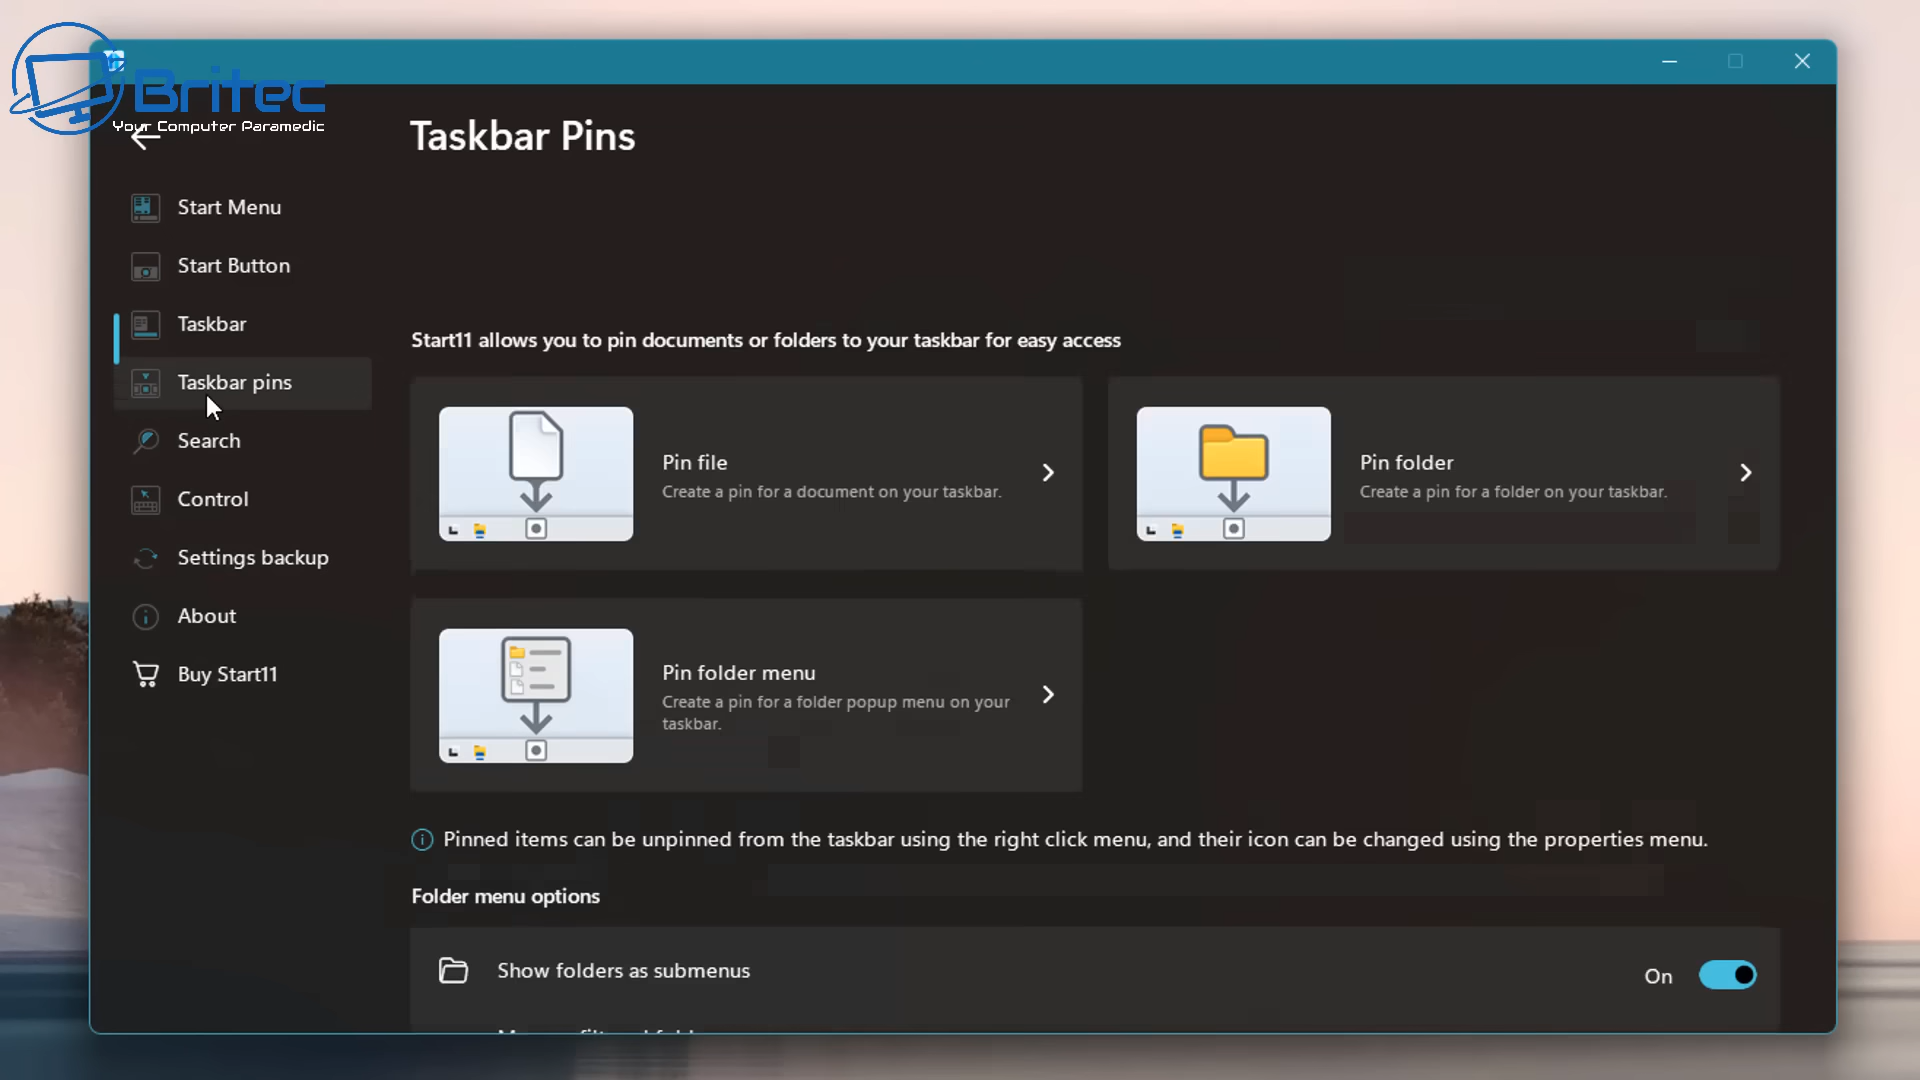 Britec
Your Computer Paramedic
Taskbar Pins
Start Menu
Start Button
Taskbar
Taskbar pins
Search
Control
Settings backup
About
Buy Start11
Start11 allows you to pin documents or folders to your taskbar for easy access
Pin file
Create a pin for a document on your taskbar.
Pin folder
Create a pin for a folder on your taskbar.
Pin folder menu
Create a pin for a folder popup menu on your
taskbar.
Pinned items can be unpinned from the taskbar using the right click menu, and their icon can be changed using the properties menu.
Folder menu options
Show folders as submenus
On